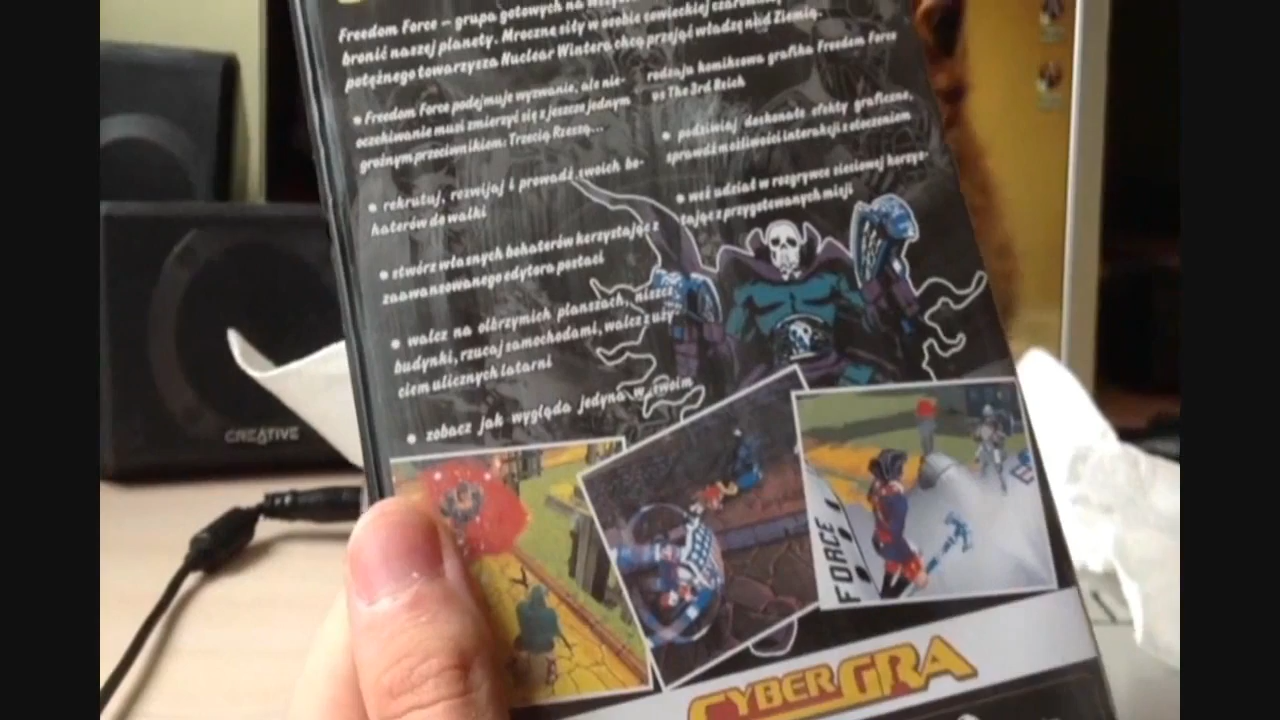 Freedom Force – grupa gotowych na
bronić naszej planety. Mroczne siły w osobie sowieckiej
potężnego towarzysza Nuclear Wintera chcą przejąć władzę nad Ziemią.
• Freedom Force podejmuje wyzwanie, ale nie-
oczekiwanie musi zmierzyć się z jeszcze jednym
groźnym przeciwnikiem: Trzecią Rzeszą...
• rekrutuj, rozwijaj i prowadź swoich bo-
haterów do walki
• stwórz własnych bohaterów korzystając z
zaawansowanego edytora postaci
• walcz na olbrzymich planszach, niszcz
budynki, rzucaj samochodami, walcz z uży-
ciem ulicznych latarni
• zobacz jak wygląda jedyna w swoim
rodzaju komiksowa grafika Freedom Force
vs The 3rd Reich
• podziwiaj doskonałe efekty graficzne,
sprawdź możliwości interakcji z otoczeniem
• weź udział w rozgrywce sieciowej korzys-
tając z przygotowanych misji
CREATIVE
FORCE
CYBER GRA